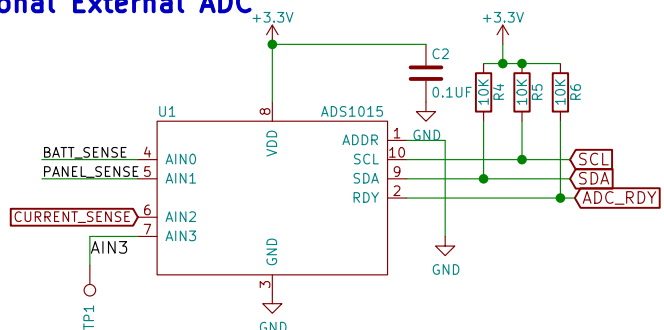 onal External ADC
+3.3V
+3.3V
C2
0.1UF
GND
10K
R4
10K
R5
10K
R6
U1
ADS1015
8
VDD
BATT_SENSE 4 AIN0
PANEL_SENSE 5 AIN1
CURRENT_SENSE 6 AIN2
7 AIN3
AIN3
ADDR 1
SCL 10
SDA 9
RDY 2
SCL
SDA
ADC_RDY
GND
GND
3
GND
TP1